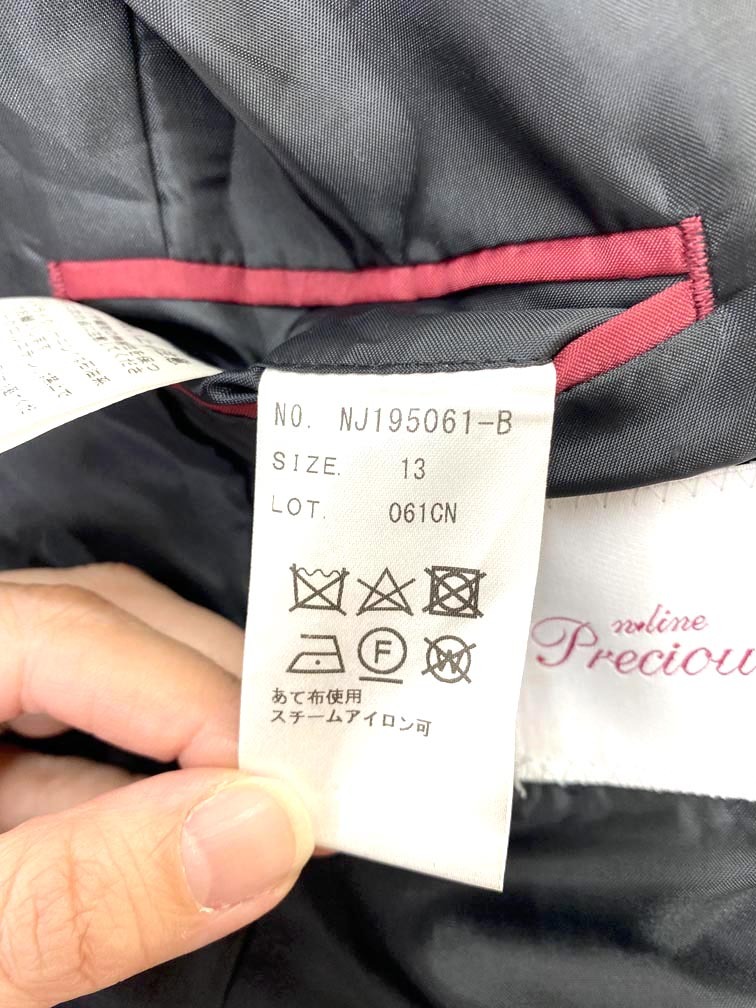 NO. NJ195061-B
SIZE. 13
LOT. 061CN
F
W
あて布使用
スチームアイロン可
n♥line
Precious